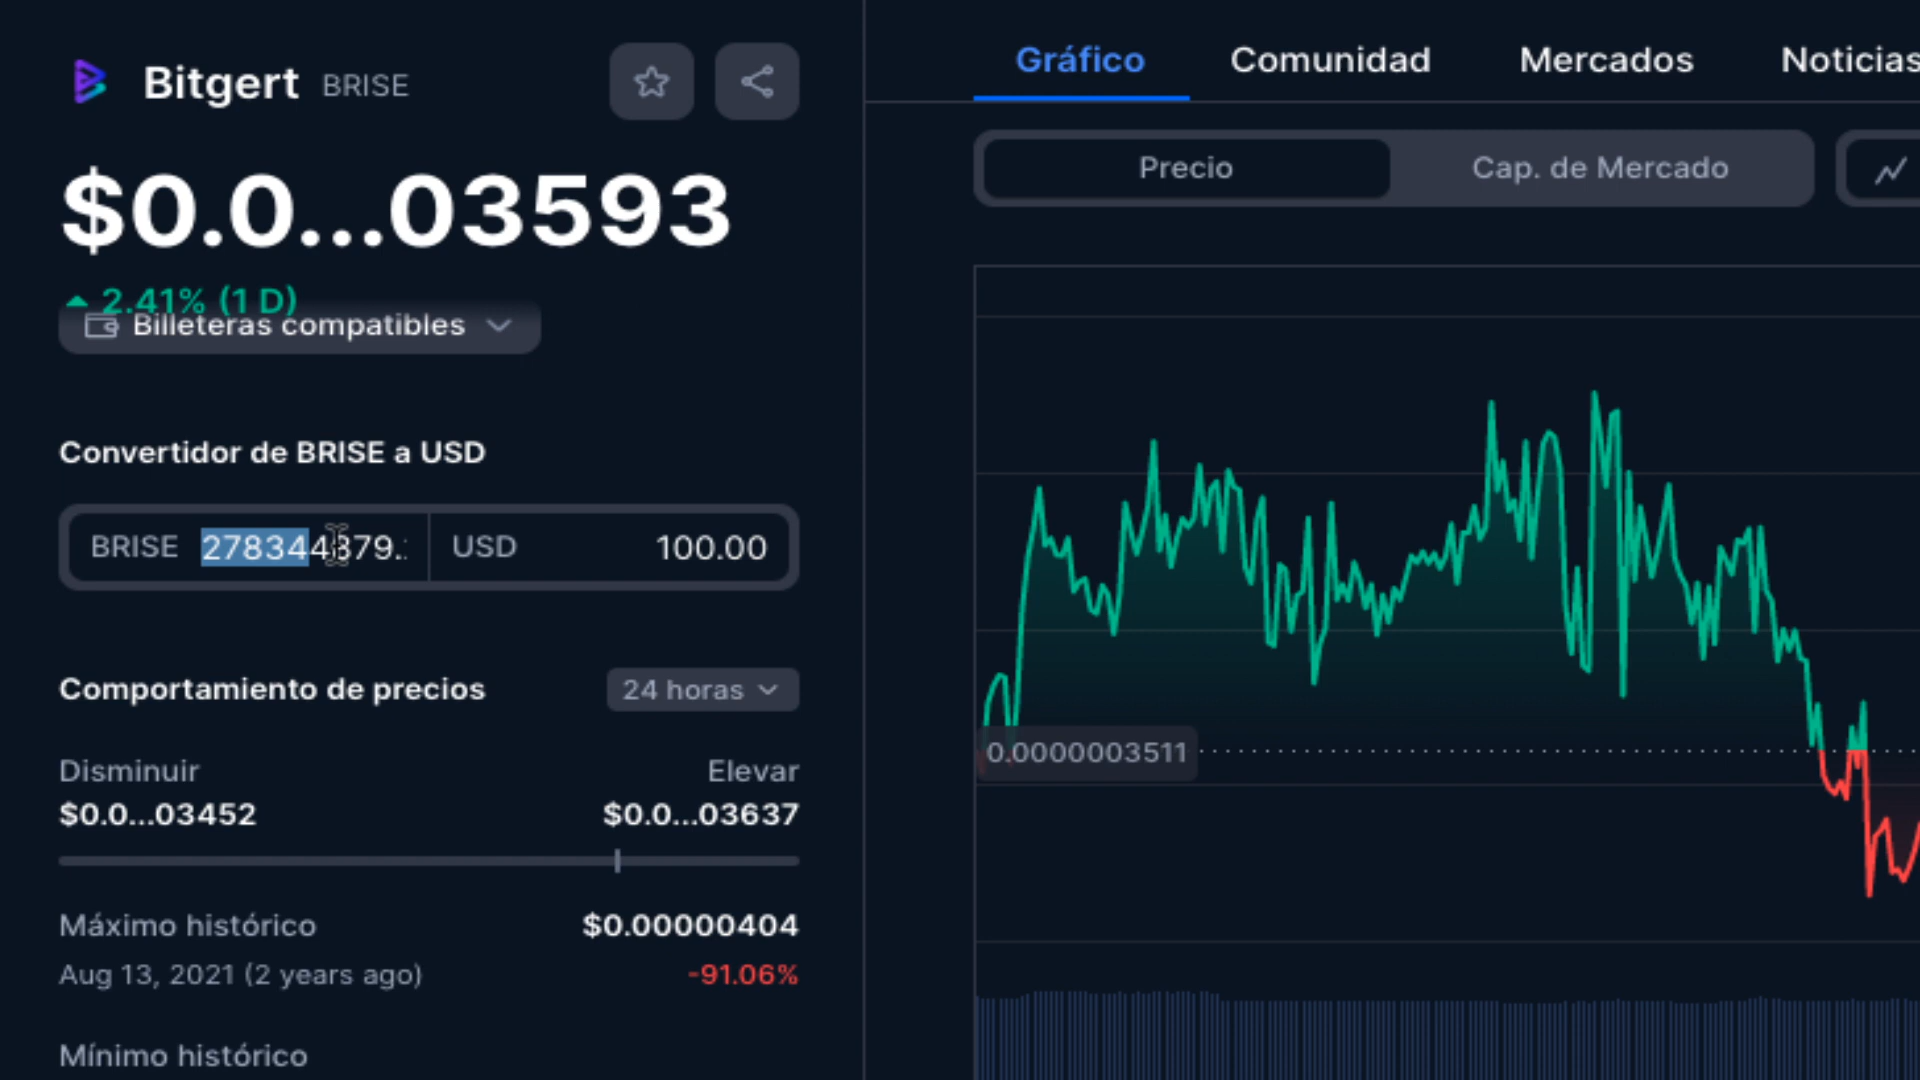 Bitgert BRISE
$0.0...03593
2.41% (1 D)
Billeteras compatibles
Convertidor de BRISE a USD
BRISE 278344379.: USD 100.00
Comportamiento de precios 24 horas
Disminuir Elevar
$0.0...03452 $0.0...03637
Máximo histórico $0.00000404
Aug 13, 2021 (2 years ago) -91.06%
Mínimo histórico
Gráfico Comunidad Mercados Noticias
Precio Cap. de Mercado
0.0000003511